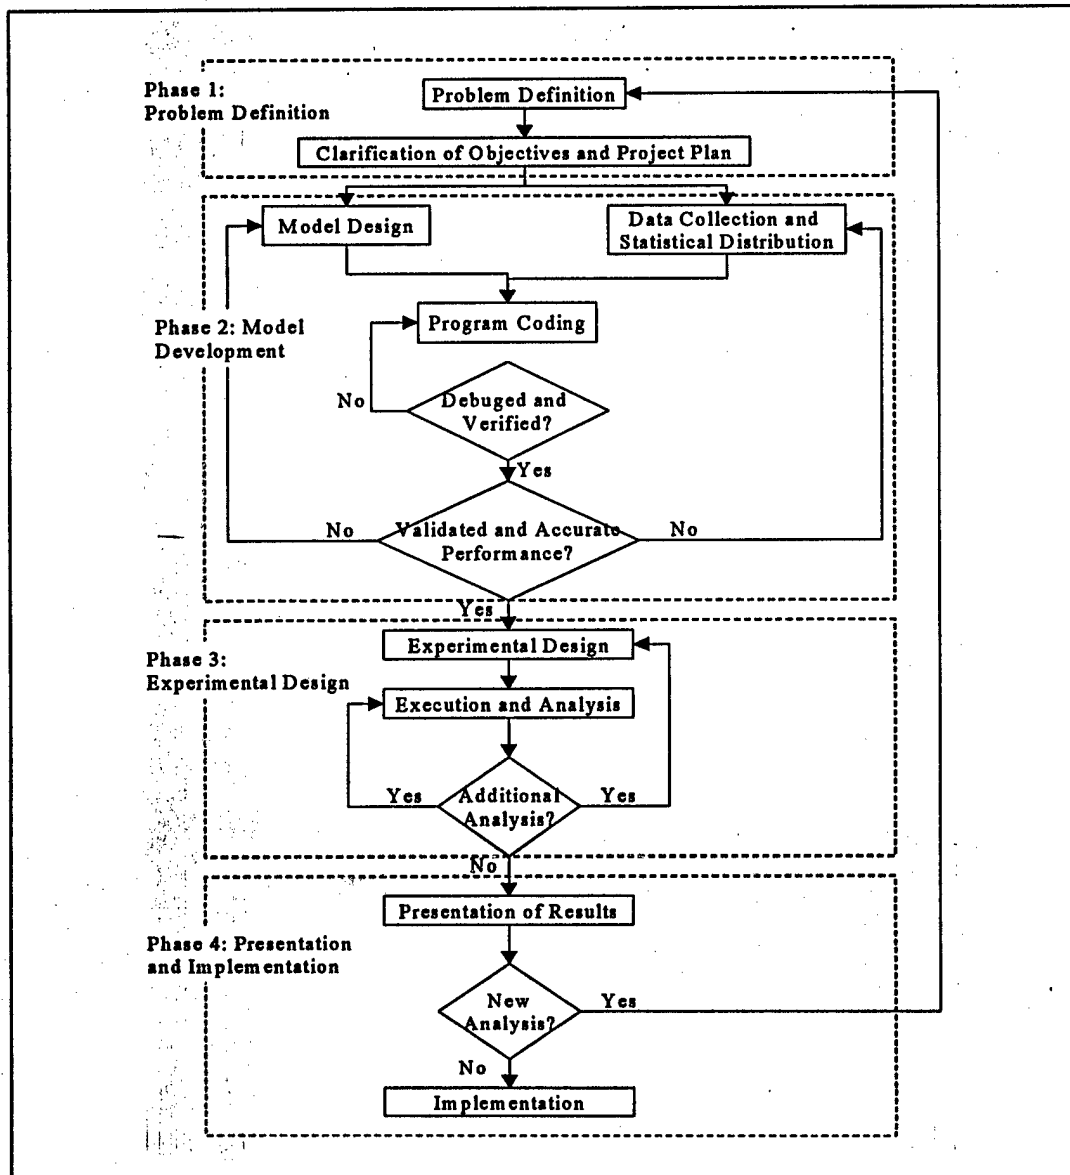 Phase 1:
Problem Definition
Problem Definition
Clarification of Objectives and Project Plan
Model Design
Data Collection and
Statistical Distribution
Phase 2: Model
Development
Program Coding
No
Debuged and
Verified?
Yes
No
Validated and Accurate
Performance?
No
Yes
Phase 3:
Experimental Design
Experimental Design
Execution and Analysis
Yes
Additional
Analysis?
Yes
No
Presentation of Results
Phase 4: Presentation
and Implementation
New
Analysis?
Yes
No
Implementation